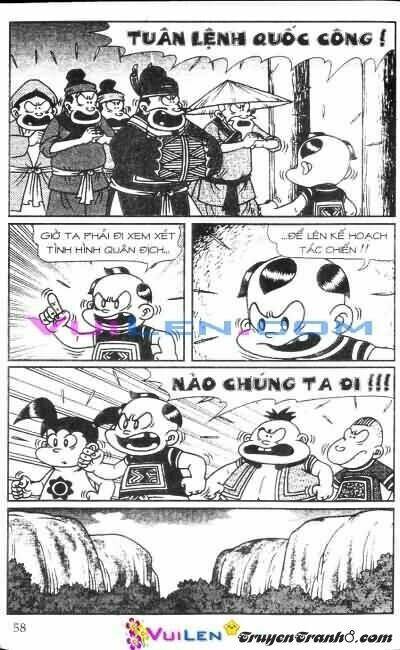 TUÂN LỆNH QUỐC CÔNG !
GIỜ TA PHẢI ĐI XEM XÉT
TÌNH HÌNH QUÂN ĐỊCH...
...ĐỂ LÊN KẾ HOẠCH
TÁC CHIẾN !!
VUILEN.COM
NÀO CHÚNG TA ĐI !!!
58
VUILEN
TruyenTranh8.com